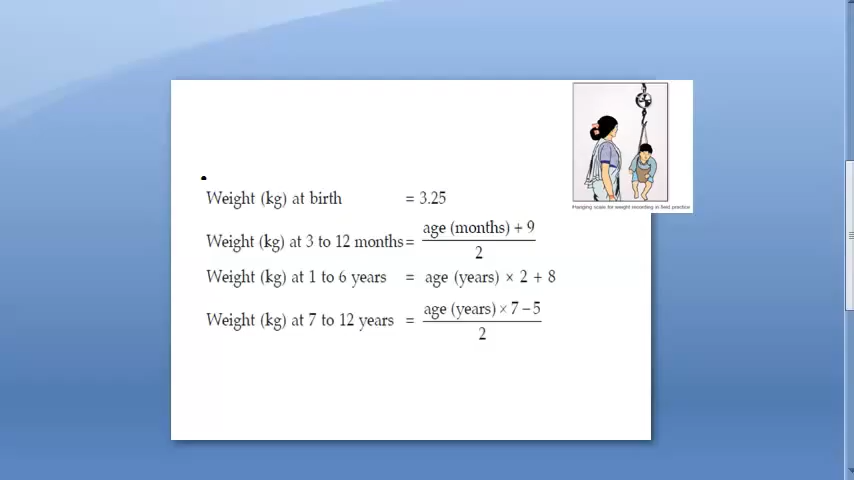 Hanging scale for weight recording in field practice
•
Weight (kg) at birth = 3.25
Weight (kg) at 3 to 12 months = age (months) + 9 / 2
Weight (kg) at 1 to 6 years = age (years) × 2 + 8
Weight (kg) at 7 to 12 years = age (years) × 7 – 5 / 2